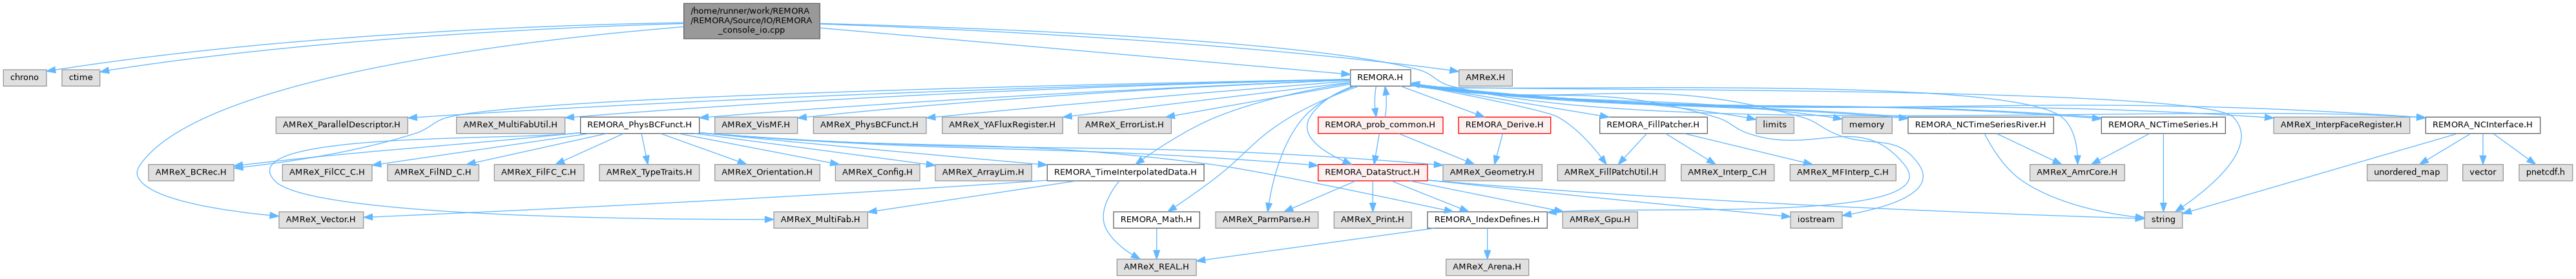 /home/runner/work/REMORA
/REMORA/Source/IO/REMORA
_console_io.cpp
chrono
ctime
REMORA.H
AMReX.H
AMReX_ParallelDescriptor.H
AMReX_MultiFabUtil.H
REMORA_PhysBCFunct.H
AMReX_VisMF.H
AMReX_PhysBCFunct.H
AMReX_YAFluxRegister.H
AMReX_ErrorList.H
REMORA_prob_common.H
REMORA_Derive.H
REMORA_FillPatcher.H
limits
memory
REMORA_NCTimeSeriesRiver.H
REMORA_NCTimeSeries.H
AMReX_InterpFaceRegister.H
REMORA_NCInterface.H
AMReX_BCRec.H
AMReX_FilCC_C.H
AMReX_FilND_C.H
AMReX_FilFC_C.H
AMReX_TypeTraits.H
AMReX_Orientation.H
AMReX_Config.H
AMReX_ArrayLim.H
REMORA_TimeInterpolatedData.H
REMORA_DataStruct.H
AMReX_Geometry.H
AMReX_FillPatchUtil.H
AMReX_Interp_C.H
AMReX_MFInterp_C.H
AMReX_AmrCore.H
unordered_map
vector
pnetcdf.h
AMReX_Vector.H
AMReX_MultiFab.H
REMORA_Math.H
AMReX_ParmParse.H
AMReX_Print.H
REMORA_IndexDefines.H
AMReX_Gpu.H
iostream
string
AMReX_REAL.H
AMReX_Arena.H